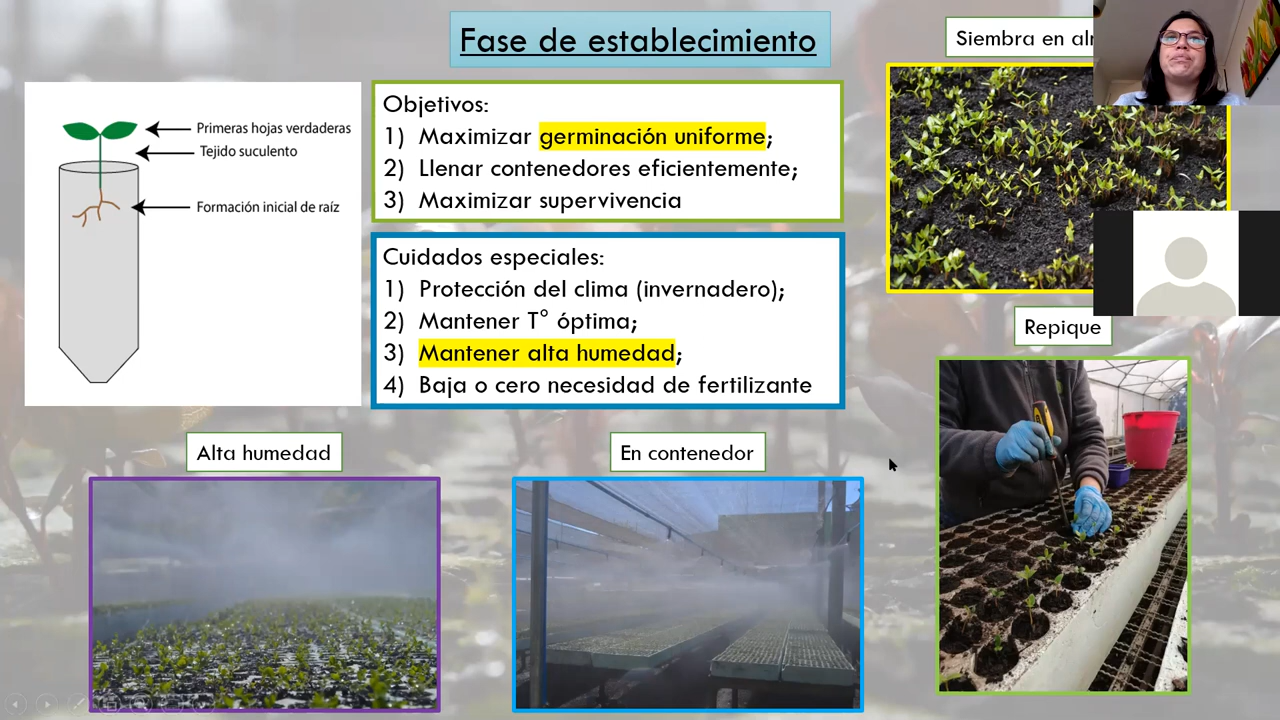 Fase de establecimiento
Siembra en
Primeras hojas verdaderas
Tejido suculento
Formación inicial de raíz
Objetivos:
1) Maximizar germinación uniforme;
2) Llenar contenedores eficientemente;
3) Maximizar supervivencia
Cuidados especiales:
1) Protección del clima (invernadero);
2) Mantener T° óptima;
3) Mantener alta humedad;
4) Baja o cero necesidad de fertilizante
Repique
Alta humedad
En contenedor